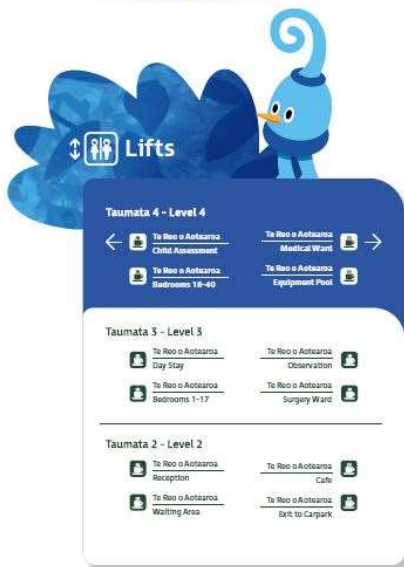 Lifts
Taumata 4 - Level 4
Te Reo o Aotearoa
Child Assessment
Te Reo o Aotearoa
Medical Ward
Te Reo o Aotearoa
Bedrooms 18-40
Te Reo o Aotearoa
Equipment Pool
Taumata 3 - Level 3
Te Reo o Aotearoa
Day Stay
Te Reo o Aotearoa
Observation
Te Reo o Aotearoa
Bedrooms 1-17
Te Reo o Aotearoa
Surgery Ward
Taumata 2 - Level 2
Te Reo o Aotearoa
Reception
Te Reo o Aotearoa
Cafe
Te Reo o Aotearoa
Waiting Area
Te Reo o Aotearoa
Exit to Carpark